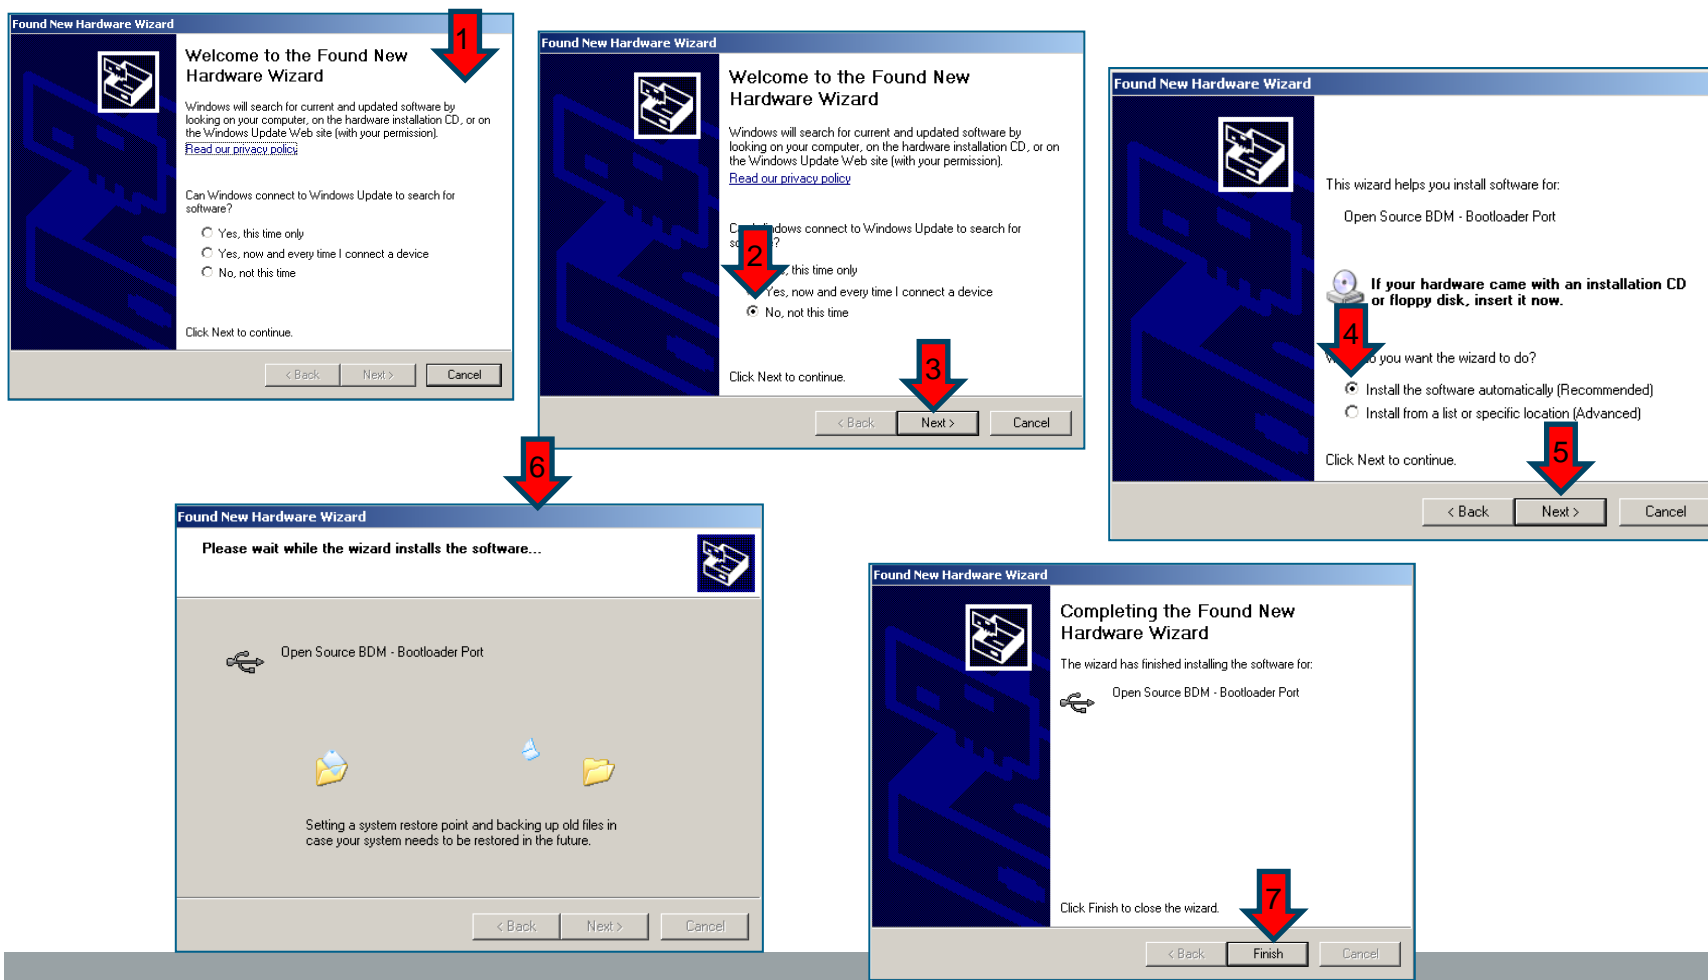 Found New Hardware Wizard
1
Welcome to the Found New
Hardware Wizard
Windows will search for current and updated software by
looking on your computer, on the hardware installation CD, or on
the Windows Update Web site (with your permission).
Read our privacy policy
Can Windows connect to Windows Update to search for
software?
Yes, this time only
Yes, now and every time I connect a device
No, not this time
Click Next to continue.
< Back
Next >
Cancel
Found New Hardware Wizard
Welcome to the Found New
Hardware Wizard
Windows will search for current and updated software by
looking on your computer, on the hardware installation CD, or on
the Windows Update Web site (with your permission).
Read our privacy policy
connect to Windows Update to search for
2
, this time only
Yes, now and every time I connect a device
No, not this time
Click Next to continue.
3
< Back
Next >
Cancel
Found New Hardware Wizard
This wizard helps you install software for:
Open Source BDM - Bootloader Port
If your hardware came with an installation CD
or floppy disk, insert it now.
4
you want the wizard to do?
Install the software automatically (Recommended)
Install from a list or specific location (Advanced)
Click Next to continue.
5
< Back
Next >
Cancel
6
Found New Hardware Wizard
Please wait while the wizard installs the software...
Open Source BDM - Bootloader Port
Setting a system restore point and backing up old files in
case your system needs to be restored in the future.
< Back
Next >
Cancel
Found New Hardware Wizard
Completing the Found New
Hardware Wizard
The wizard has finished installing the software for:
Open Source BDM - Bootloader Port
Click Finish to close the wizard.
7
< Back
Finish
Cancel